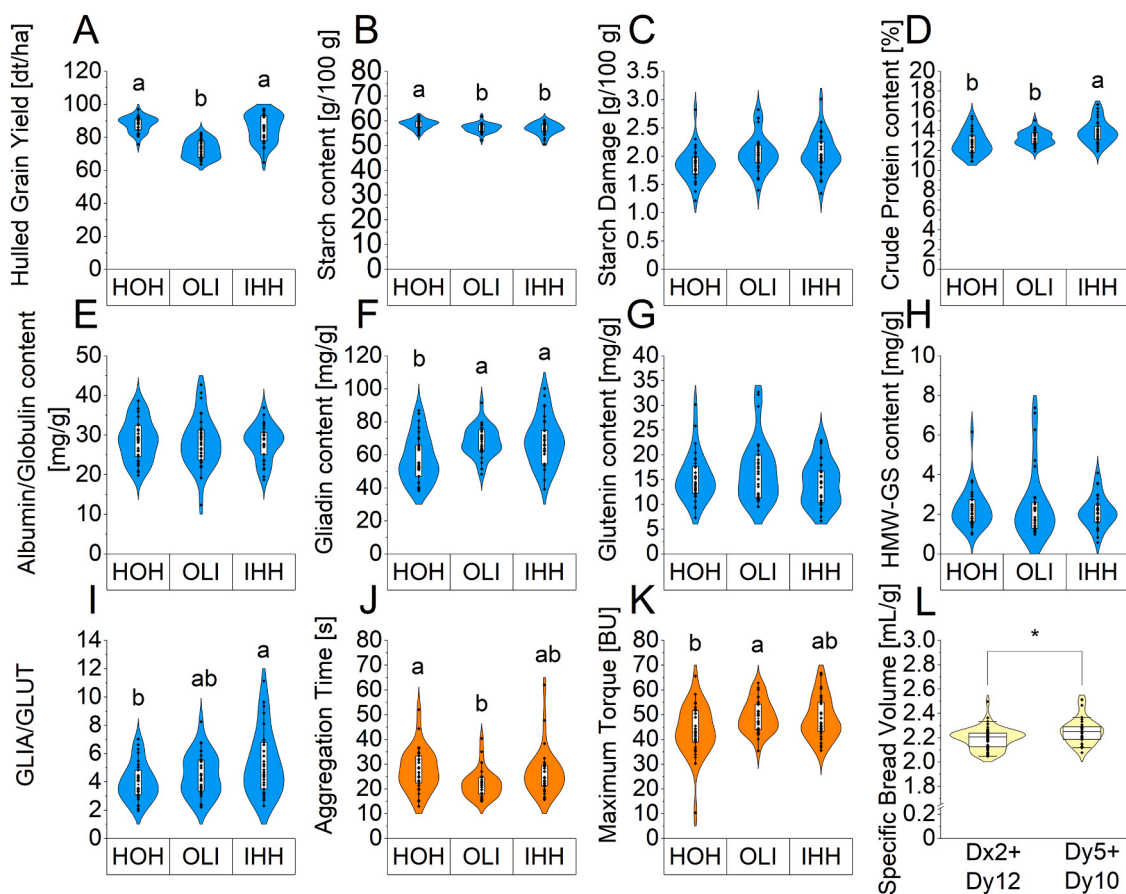 A
Hulled Grain Yield [dt/ha]
120
100
80
60
40
20
0
a
b
a
HOH OLI IHH
B
Starch content [g/100 g]
80
70
60
50
40
30
20
10
0
a
b
b
HOH OLI IHH
C
Starch Damage [g/100 g]
3.5
3.0
2.5
2.0
1.5
1.0
0.5
0.0
HOH OLI IHH
D
Crude Protein content [%]
20
18
16
14
12
10
8
6
4
2
0
b
b
a
HOH OLI IHH
E
Albumin/Globulin content
[mg/g]
50
40
30
20
10
0
HOH OLI IHH
F
Gliadin content [mg/g]
120
100
80
60
40
20
0
b
a
a
HOH OLI IHH
G
Glutenin content [mg/g]
40
35
30
25
20
15
10
5
0
HOH OLI IHH
H
HMW-GS content [mg/g]
10
8
6
4
2
0
HOH OLI IHH
I
GLIA/GLUT
14
12
10
8
6
4
2
0
b
ab
a
HOH OLI IHH
J
Aggregation Time [s]
80
70
60
50
40
30
20
10
0
a
b
ab
HOH OLI IHH
K
Maximum Torque [BU]
80
70
60
50
40
30
20
10
0
b
a
ab
HOH OLI IHH
L
Specific Bread Volume [mL/g]
3.0
2.8
2.6
2.4
2.2
2.0
1.8
0.2
0
*
Dx2+ Dy5+
Dy12 Dy10